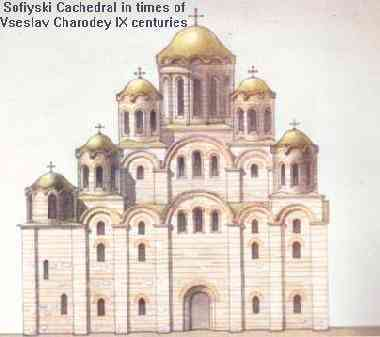 Sofiyski Cachedral in times of
Vseslav Charodey IX centuries